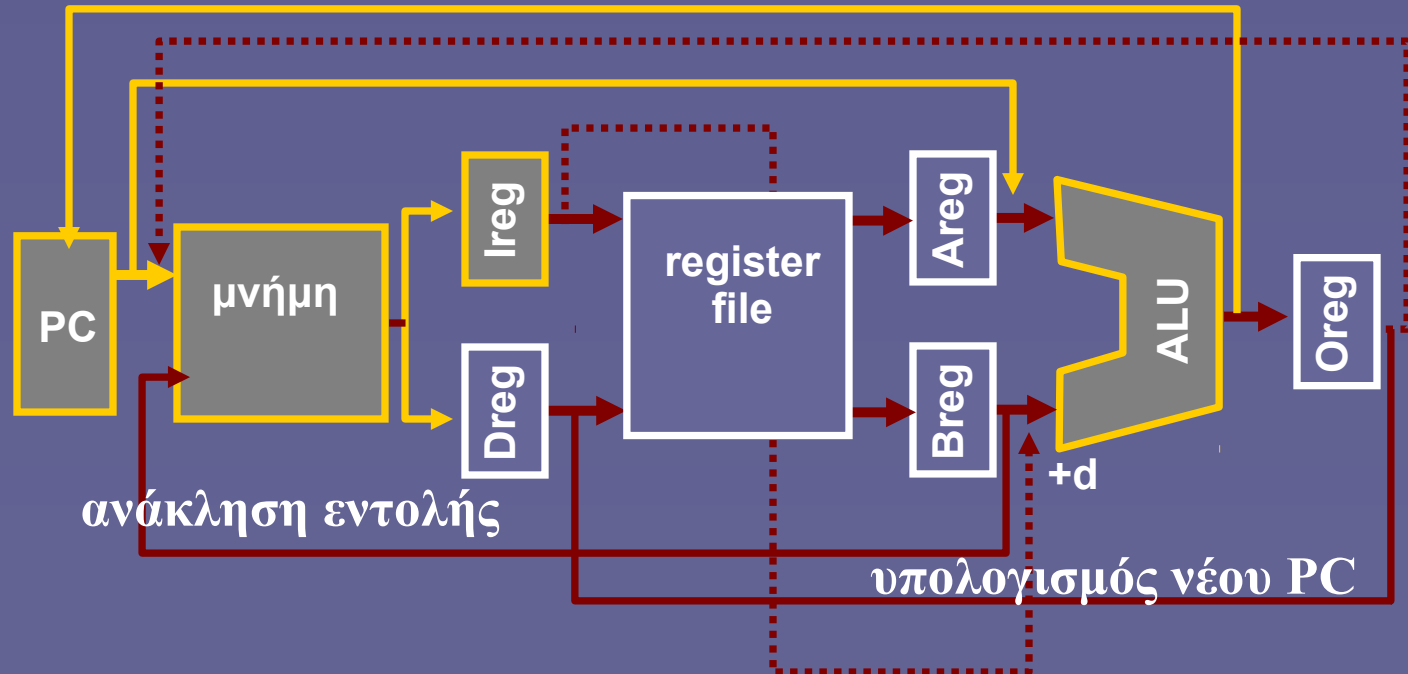 PC
μνήμη
Ireg
Dreg
register
file
Areg
Breg
ALU
Oreg
+d
ανάκληση εντολής
υπολογισμός νέου PC